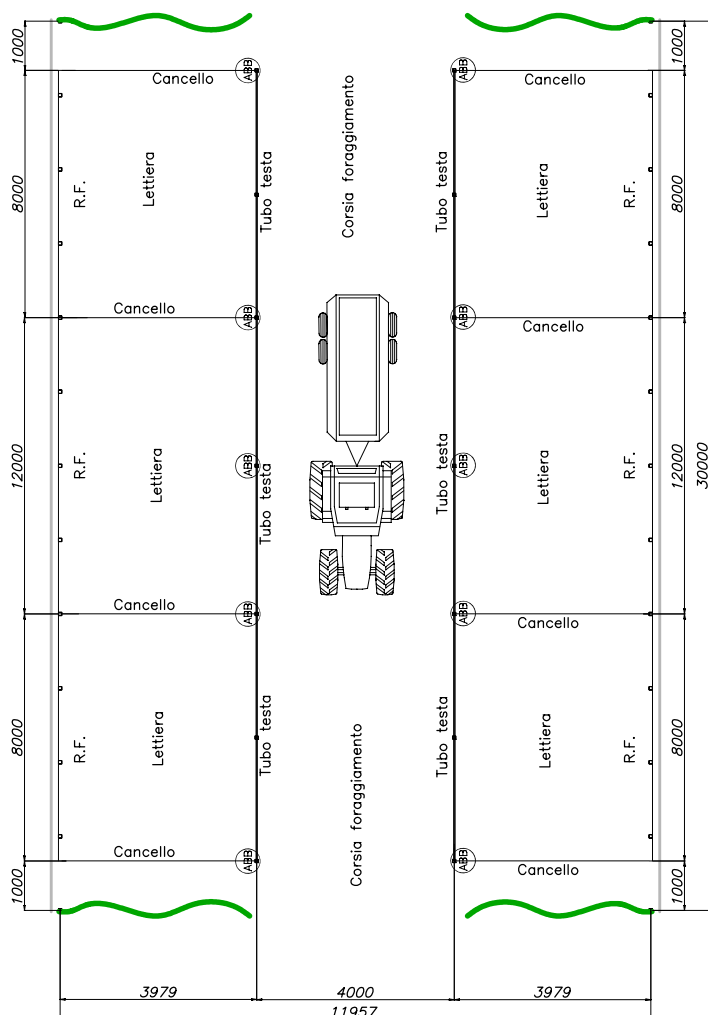 1000
1000
Cancello
ABB
ABB
Cancello
8000
R.F.
Lettiera
Tubo testa
Corsia foraggiamento
Tubo testa
Lettiera
R.F.
8000
Cancello
ABB
ABB
Cancello
12000
R.F.
Lettiera
ABB
Tubo testa
ABB
Tubo testa
Lettiera
R.F.
12000
30000
Cancello
ABB
ABB
Cancello
8000
R.F.
Lettiera
Tubo testa
Corsia foraggiamento
Tubo testa
Lettiera
R.F.
8000
Cancello
ABB
ABB
Cancello
1000
1000
3979
4000
3979
11957